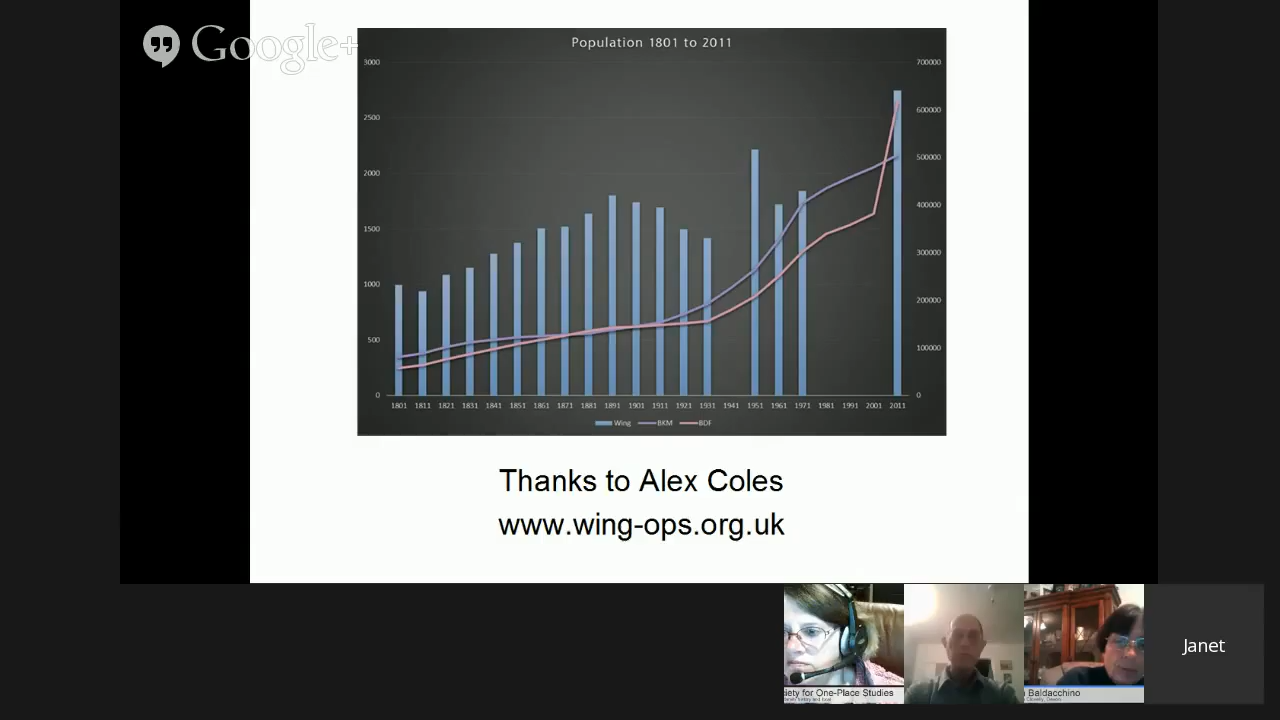 Google+
Population 1801 to 2011
3000
2500
2000
1500
1000
500
0
700000
600000
500000
400000
300000
200000
100000
0
1801 1811 1821 1831 1841 1851 1861 1871 1881 1891 1901 1911 1921 1931 1941 1951 1961 1971 1981 1991 2001 2011
Wing BKM BDF
Thanks to Alex Coles
www.wing-ops.org.uk
iety for One-Place Studies
Baldacchino
Janet